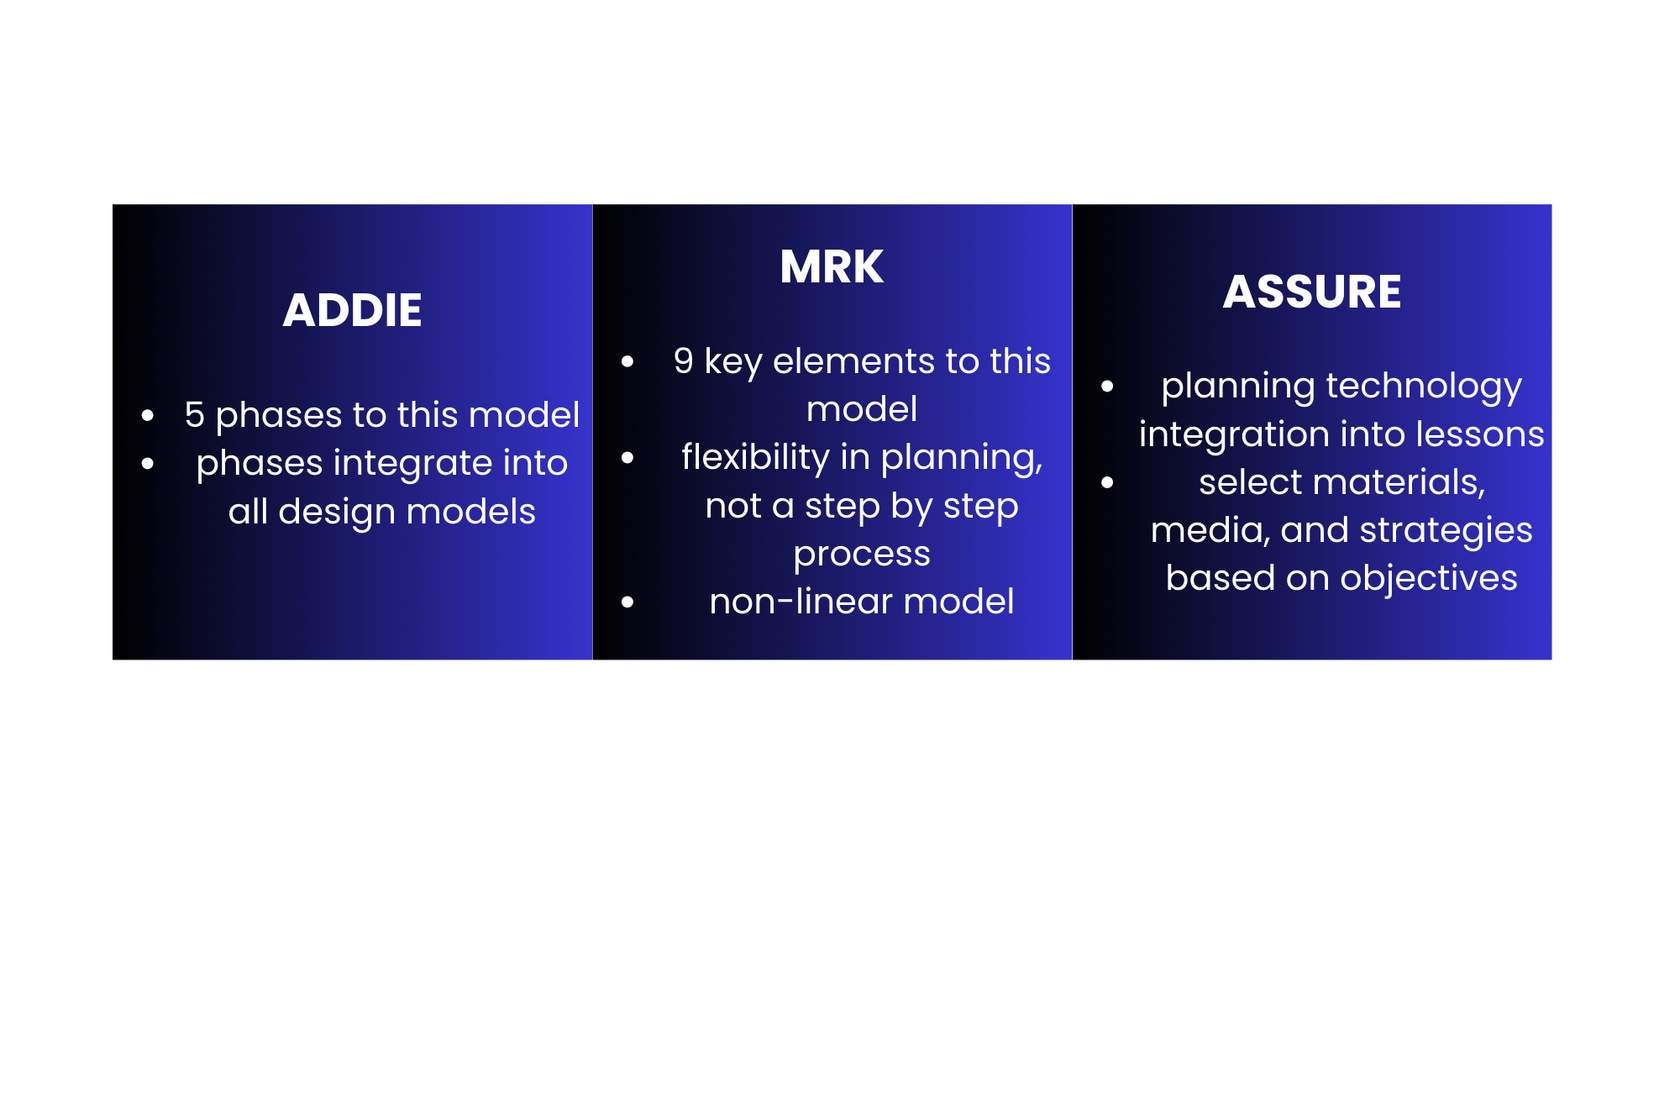 ADDIE
• 5 phases to this model
• phases integrate into
all design models
MRK
• 9 key elements to this
model
• flexibility in planning,
not a step by step
process
• non-linear model
ASSURE
• planning technology
integration into lessons
• select materials,
media, and strategies
based on objectives